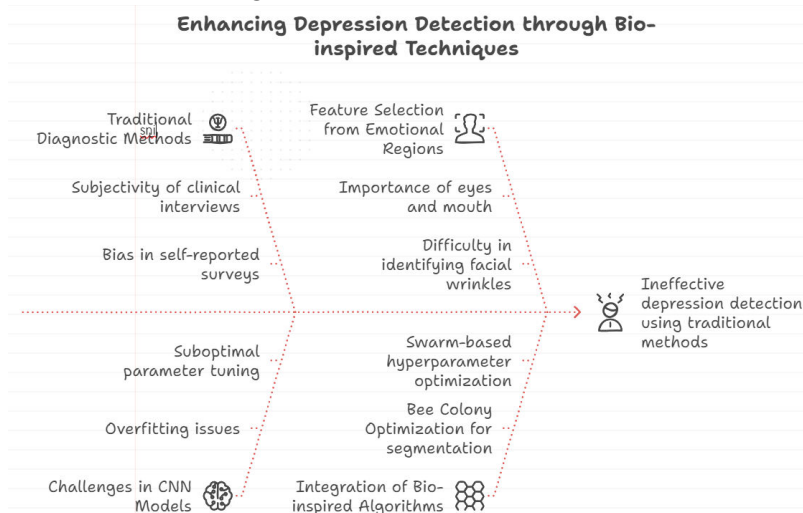 Enhancing Depression Detection through Bio-
inspired Techniques
Traditional
Diagnostic Methods
Feature Selection
from Emotional
Regions
Subjectivity of clinical
interviews
Importance of eyes
and mouth
Bias in self-reported
surveys
Difficulty in
identifying facial
wrinkles
Ineffective
depression detection
using traditional
methods
Suboptimal
parameter tuning
Swarm-based
hyperparameter
optimization
Overfitting issues
Bee Colony
Optimization for
segmentation
Challenges in CNN
Models
Integration of Bio-
inspired Algorithms